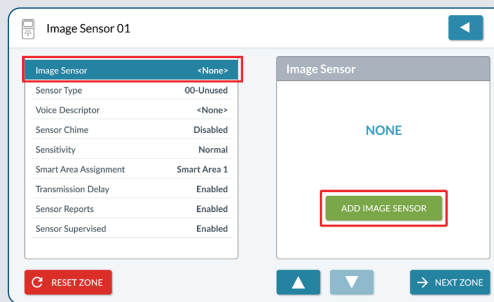 Image Sensor 01
Image Sensor <None>
Sensor Type 00-Unused
Voice Descriptor <None>
Sensor Chime Disabled
Sensitivity Normal
Smart Area Assignment Smart Area 1
Transmission Delay Enabled
Sensor Reports Enabled
Sensor Supervised Enabled
Image Sensor
NONE
ADD IMAGE SENSOR
RESET ZONE
NEXT ZONE